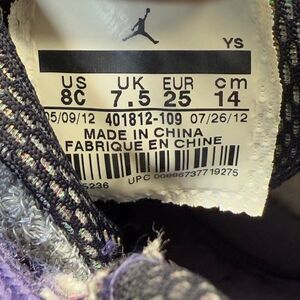 YS
US UK EUR cm
8C 7.5 25 14
05/09/12 401812-109 07/26/12
MADE IN CHINA
FABRIQUE EN CHINE
UPC 00886737719275